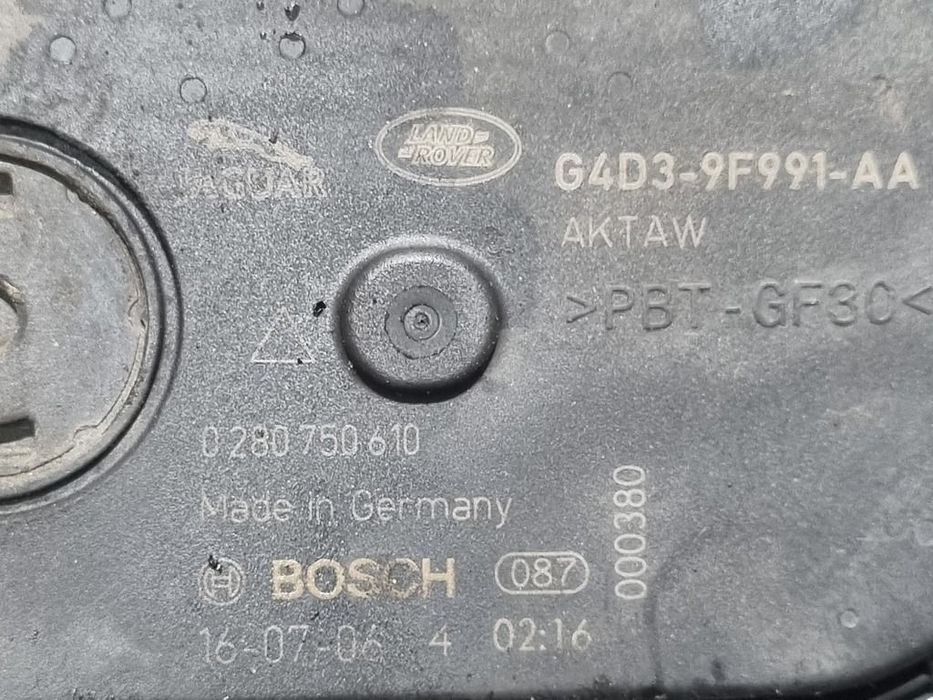 JAGUAR
LAND
ROVER
G4D3-9F991-AA
AKTAW
>PBT-GF30<
0 280 750 610
Made in Germany
BOSCH 087
000380
16-07-06 4 02:16